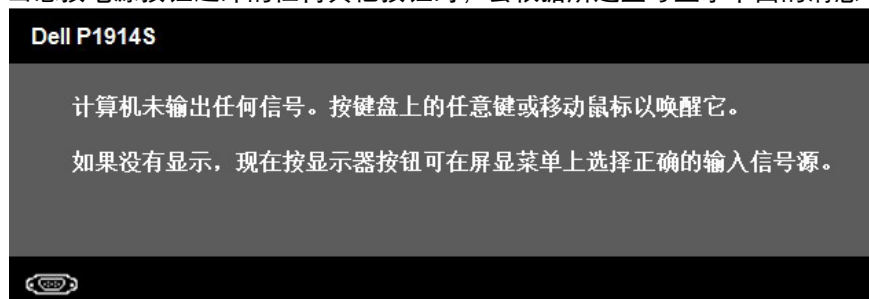 Dell P1914S
计算机未输出任何信号。按键盘上的任意键或移动鼠标以唤醒它。
如果没有显示，现在按显示器按钮可在屏显菜单上选择正确的输入信号源。